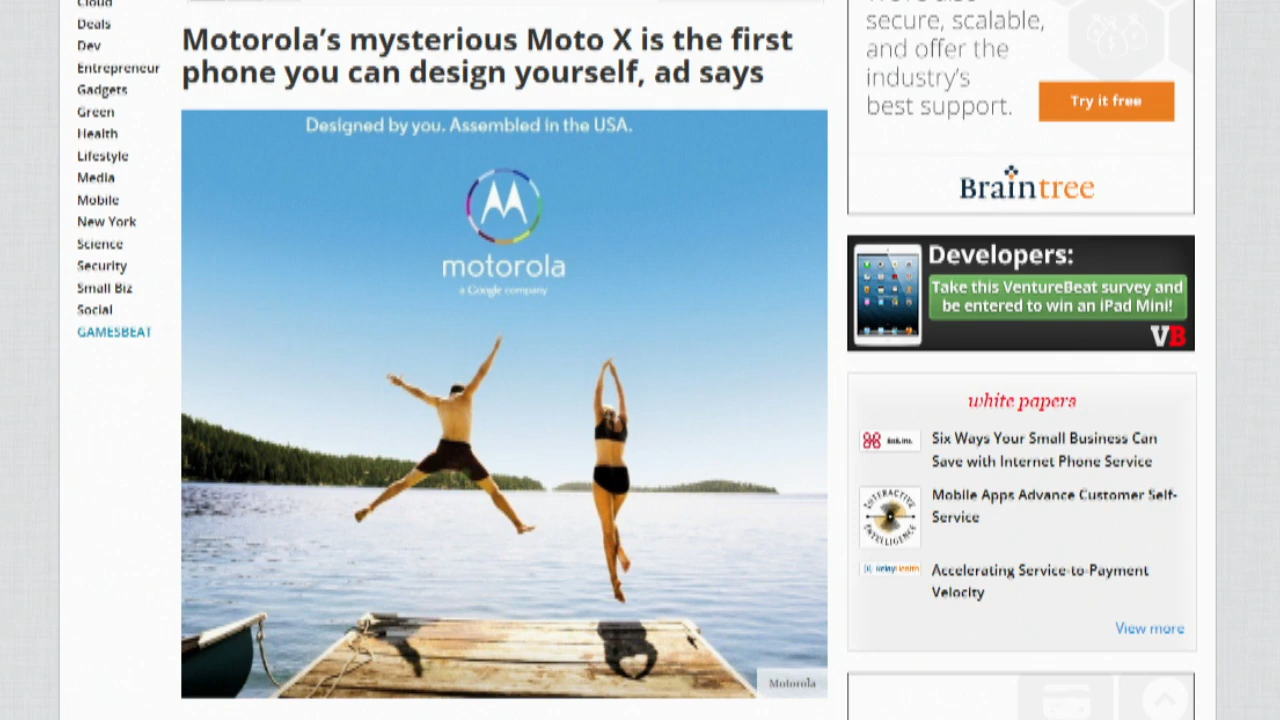 Cloud
Deals
Dev
Entrepreneur
Gadgets
Green
Health
Lifestyle
Media
Mobile
New York
Science
Security
Small Biz
Social
GAMESBEAT
Motorola's mysterious Moto X is the first
phone you can design yourself, ad says
Designed by you. Assembled in the USA.
motorola
a Google company
Motorola
secure, scalable,
and offer the
industry's
best support.
Try it free
Braintree
Developers:
Take this VentureBeat survey and
be entered to win an iPad Mini!
VB
white papers
Six Ways Your Small Business Can
Save with Internet Phone Service
INTERACTIVE
INTELLIGENCE
Mobile Apps Advance Customer Self-
Service
RelayHealth
Accelerating Service-to-Payment
Velocity
View more